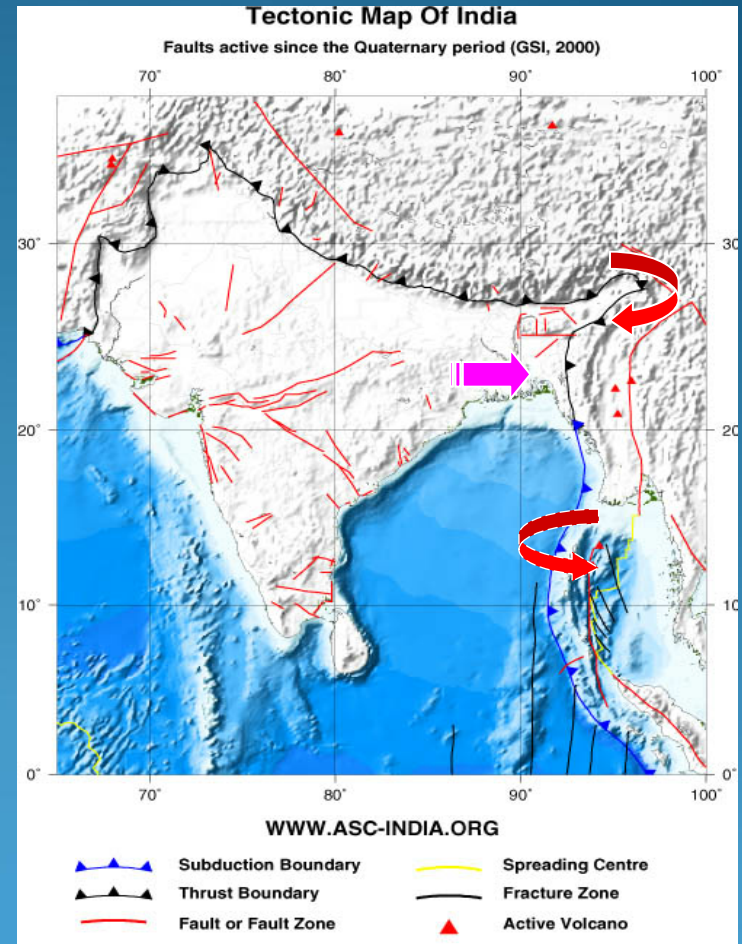 Tectonic Map Of India
Faults active since the Quaternary period (GSI, 2000)
70° 80° 90° 100°
30° 30°
20° 20
10° 10°
0° 0°
70° 80° 90° 100°
WWW.ASC-INDIA.ORG
Subduction Boundary Spreading Centre
Thrust Boundary Fracture Zone
Fault or Fault Zone Active Volcano